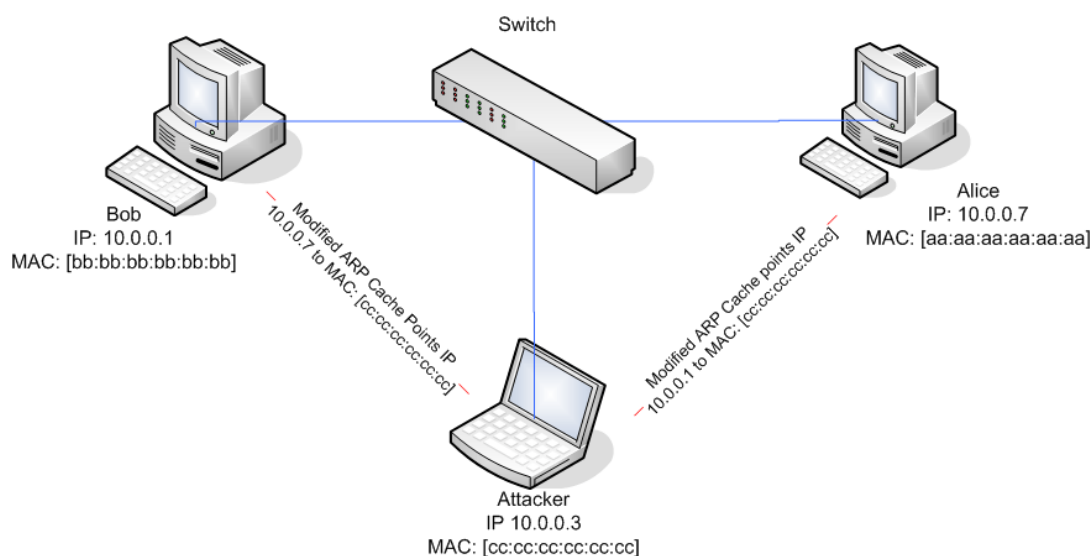 Switch
Bob
IP: 10.0.0.1
MAC: [bb:bb:bb:bb:bb:bb]
Alice
IP: 10.0.0.7
MAC: [aa:aa:aa:aa:aa:aa]
Modified ARP Cache Points IP
10.0.0.7 to MAC: [cc:cc:cc:cc:cc:cc]
Modified ARP Cache points IP
10.0.0.1 to MAC: [cc:cc:cc:cc:cc:cc]
Attacker
IP 10.0.0.3
MAC: [cc:cc:cc:cc:cc:cc]